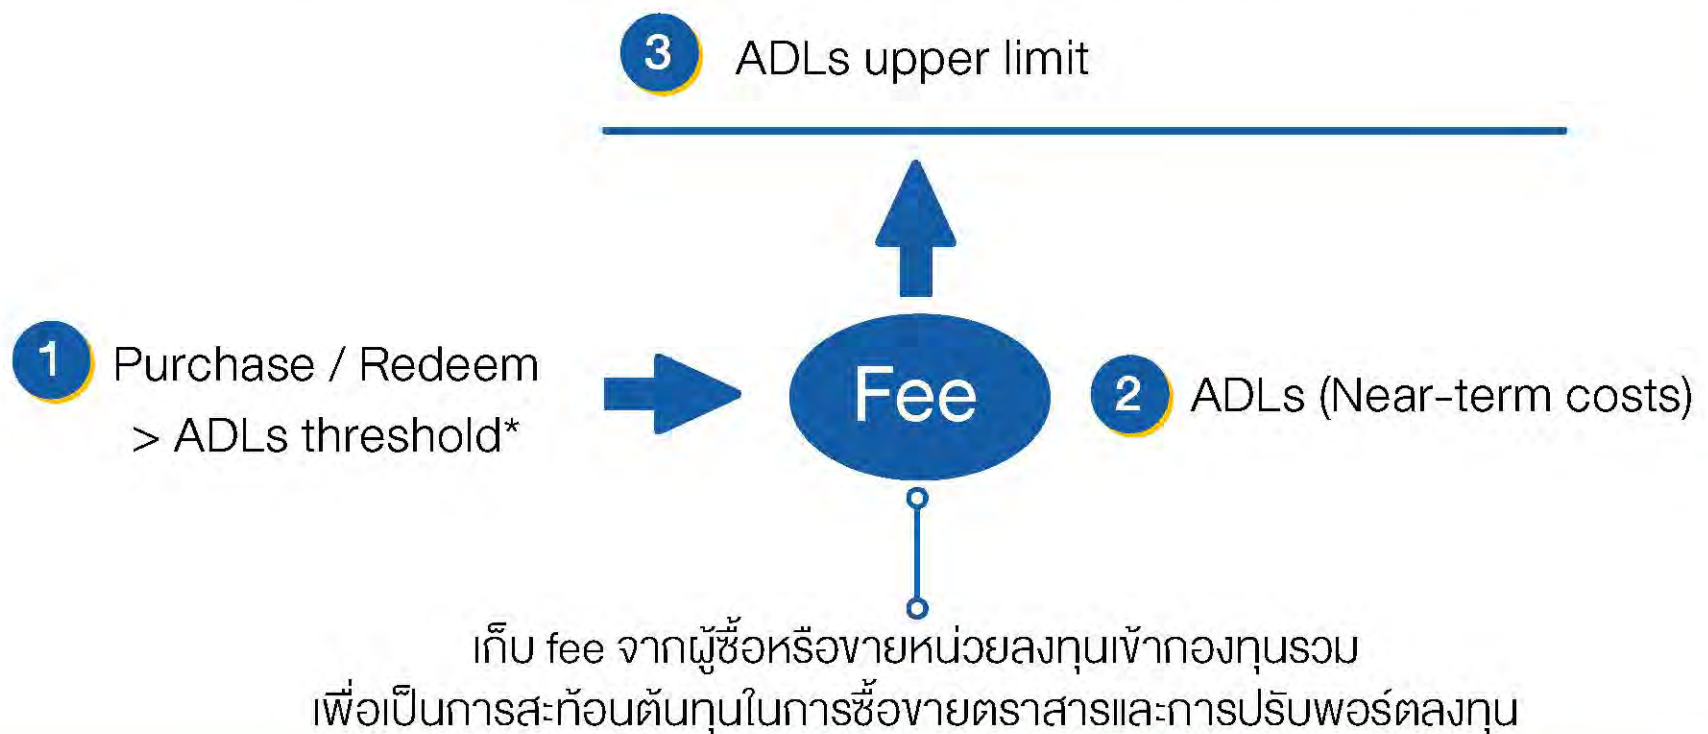 3 ADLs upper limit
1 Purchase / Redeem
> ADLs threshold*
Fee
2 ADLs (Near-term costs)
เก็บ fee จากผู้ซื้อหรือขายหน่วยลงทุนเข้ากองทุนรวม
เพื่อเป็นการสะท้อนต้นทุนในการซื้อขายตราสารและการปรับพอร์ตลงทุน